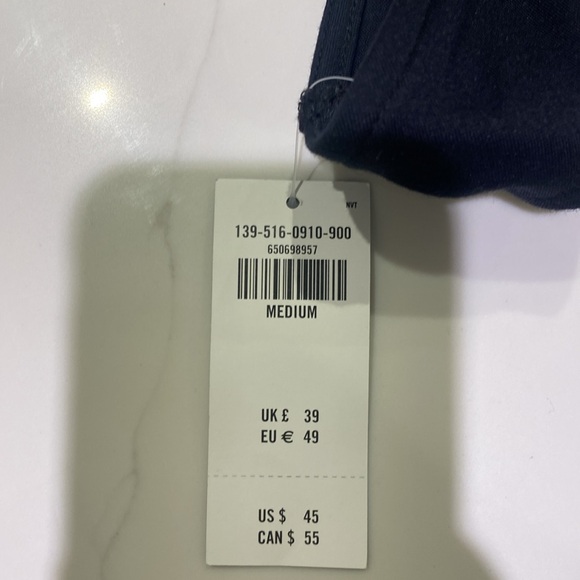 NVT
139-516-0910-900
650698957
MEDIUM
UK £ 39
EU € 49
US $ 45
CAN $ 55